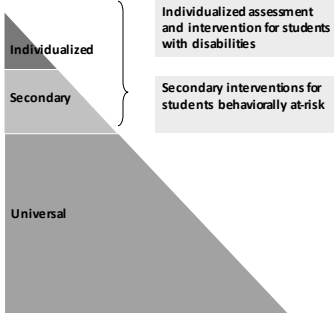 Individualized assessment
and intervention for students
with disabilities
Individualized
Secondary
Secondary interventions for
students behaviorally at-risk
Universal